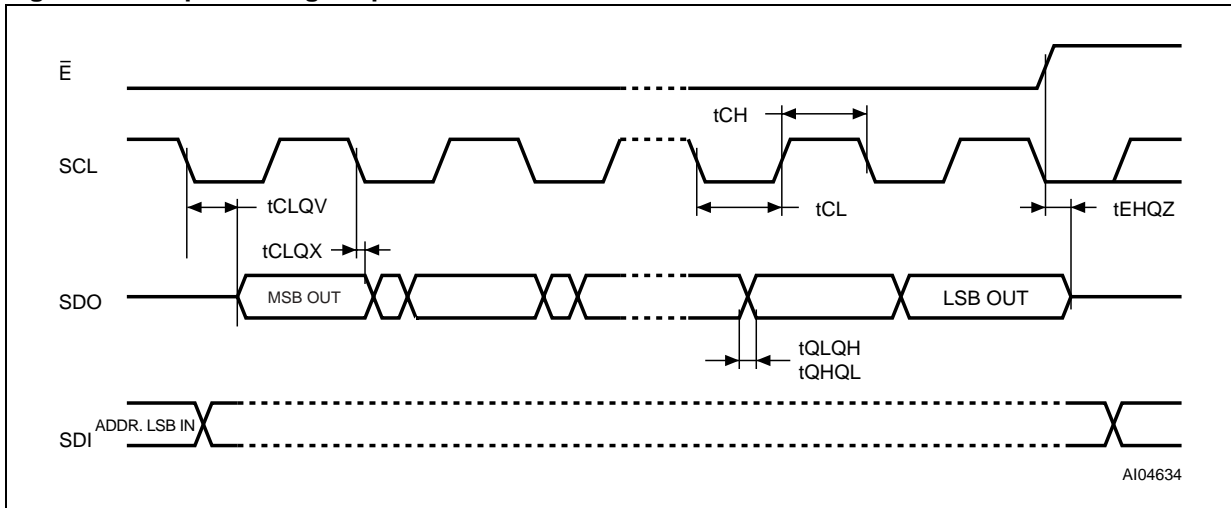 Ē
tCH
SCL
tCLQV
tCL
tEHQZ
tCLQX
SDO
MSB OUT
LSB OUT
tQLQH
tQHQL
ADDR. LSB IN
SDI
AI04634